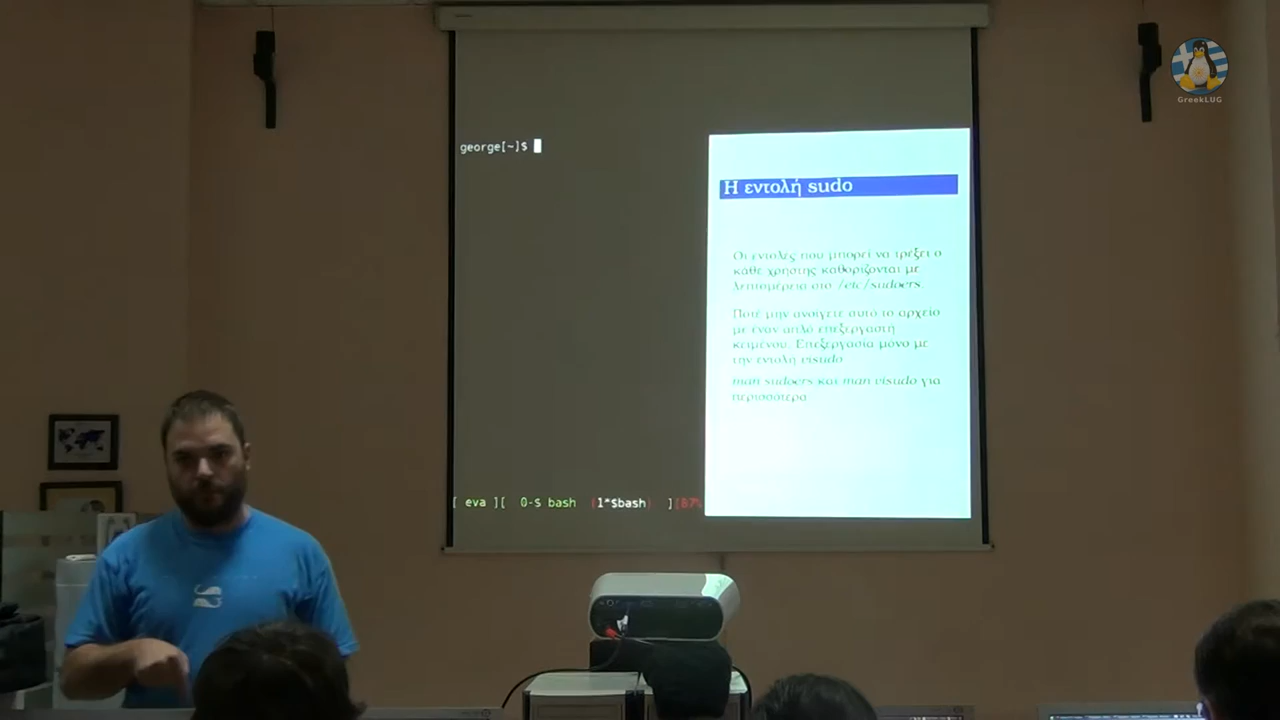 GreekLUG
george[~]$
Η εντολή sudo
Οι εντολές που μπορεί να τρέξει ο
κάθε χρήστης καθορίζονται με
λεπτομέρεια στο /etc/sudoers.
Ποτέ μην ανοίγετε αυτό το αρχείο
με έναν απλό επεξεργαστή
κειμένου. Επεξεργασία μόνο με
την εντολή visudo
man sudoers και man visudo για
περισσότερα.
[ eva ][ 0-$ bash (1*$bash) ][87%